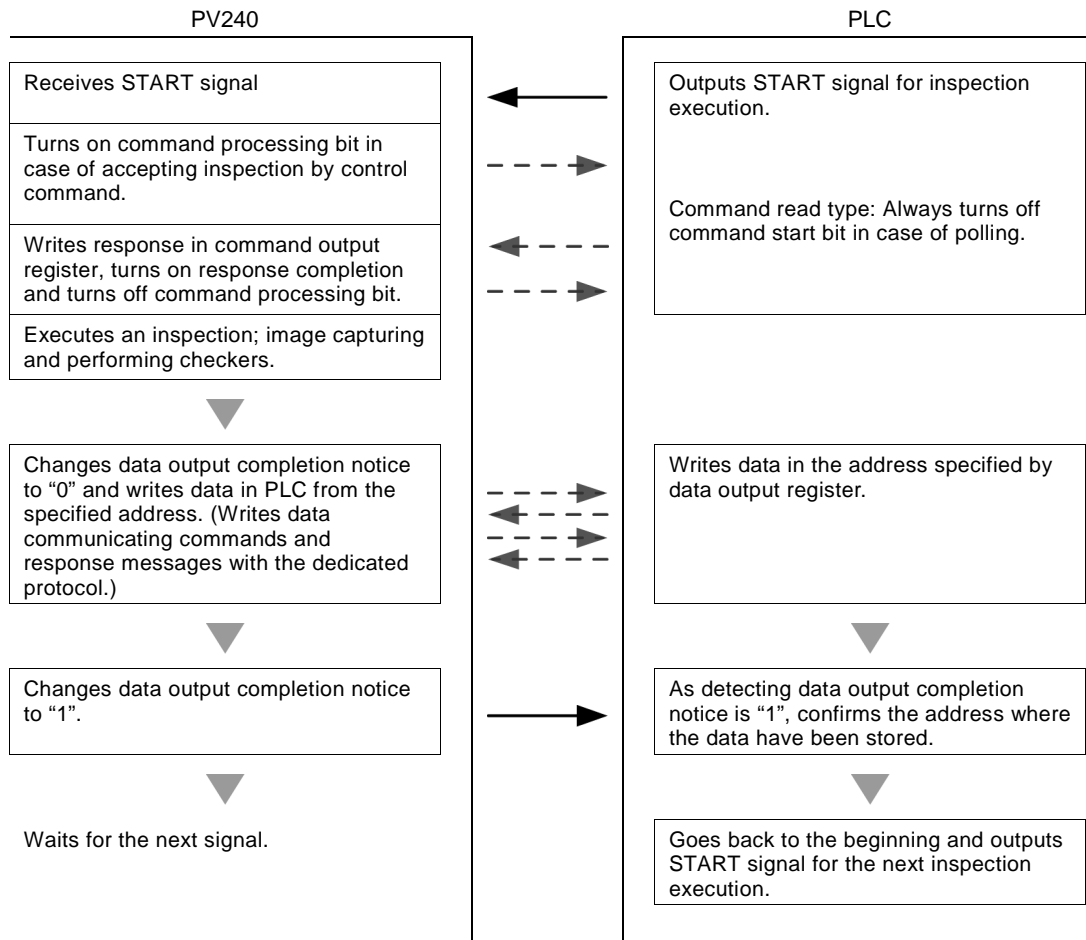 PV240
PLC
Receives START signal
Outputs START signal for inspection
execution.
Turns on command processing bit in
case of accepting inspection by control
command.
Command read type: Always turns off
command start bit in case of polling.
Writes response in command output
register, turns on response completion
and turns off command processing bit.
Executes an inspection; image capturing
and performing checkers.
Changes data output completion notice
to “0” and writes data in PLC from the
specified address. (Writes data
communicating commands and
response messages with the dedicated
protocol.)
Writes data in the address specified by
data output register.
Changes data output completion notice
to “1”.
As detecting data output completion
notice is “1”, confirms the address where
the data have been stored.
Waits for the next signal.
Goes back to the beginning and outputs
START signal for the next inspection
execution.